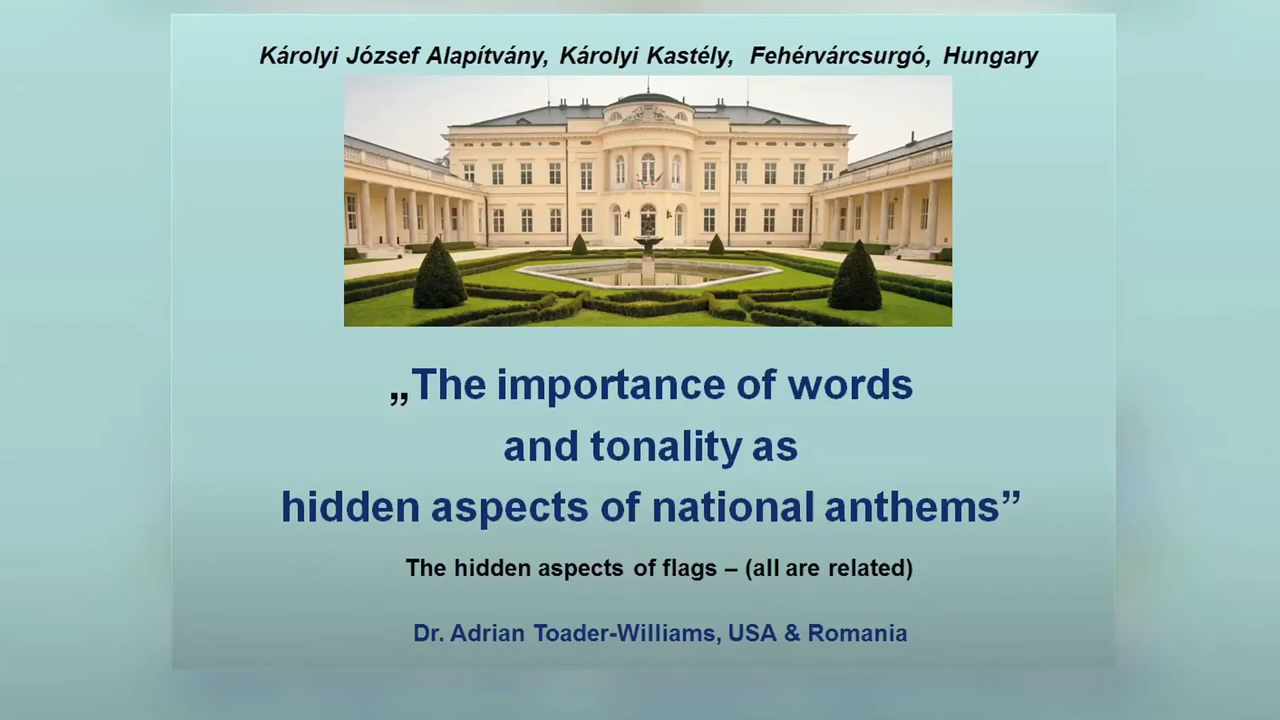 Károlyi József Alapítvány, Károlyi Kastély, Fehérvárcsurgó, Hungary
„The importance of words
and tonality as
hidden aspects of national anthems”
The hidden aspects of flags – (all are related)
Dr. Adrian Toader-Williams, USA & Romania